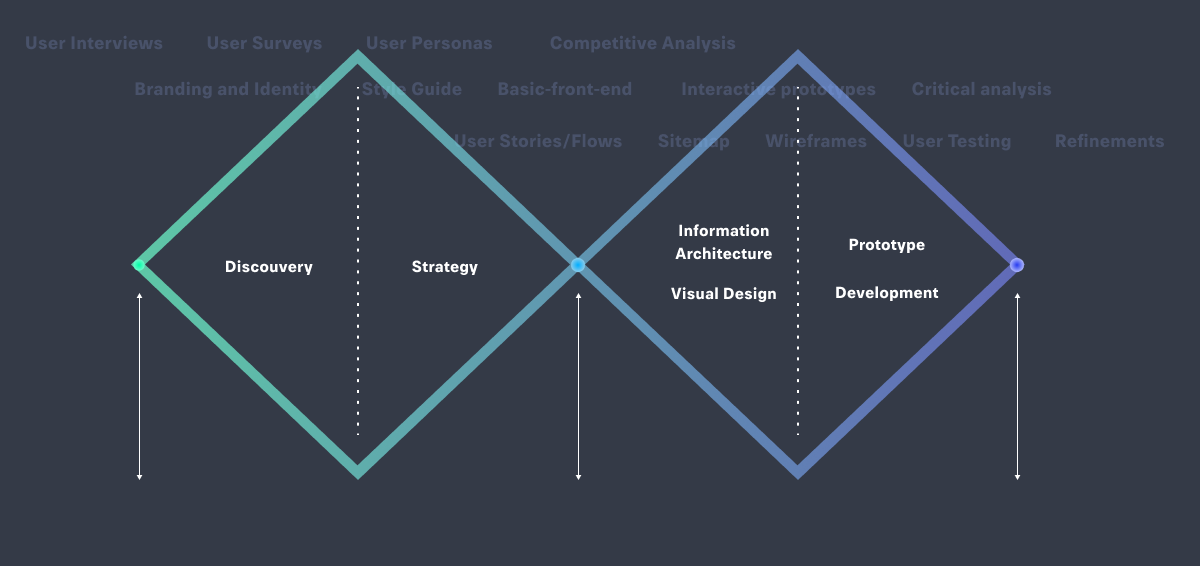 User Interviews User Surveys User Personas Competitive Analysis
Branding and Identity Style Guide Basic-front-end Interactive prototypes Critical analysis
User Stories/Flows Sitemap Wireframes User Testing Refinements
Discouvery
Strategy
Information
Architecture
Visual Design
Prototype
Development